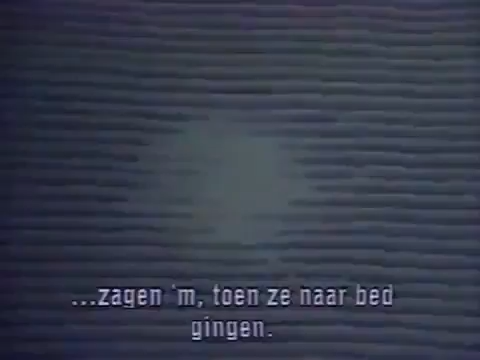 ...zagen 'm, toen ze naar bed
gingen.